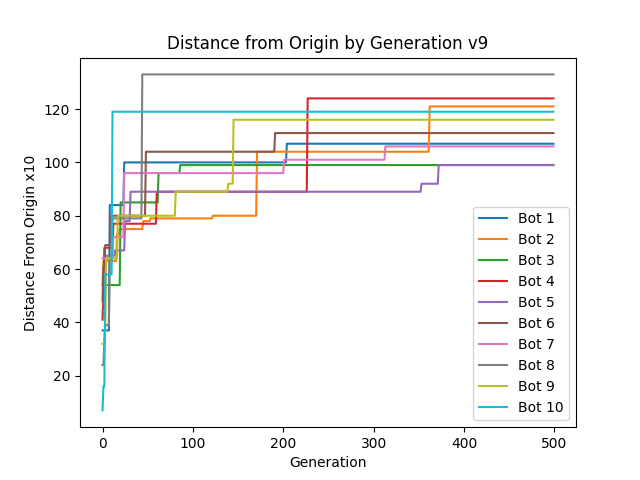 Distance from Origin by Generation v9
Distance From Origin x10
120
100
80
60
40
20
0
100
200
300
400
500
Generation
Bot 1
Bot 2
Bot 3
Bot 4
Bot 5
Bot 6
Bot 7
Bot 8
Bot 9
Bot 10